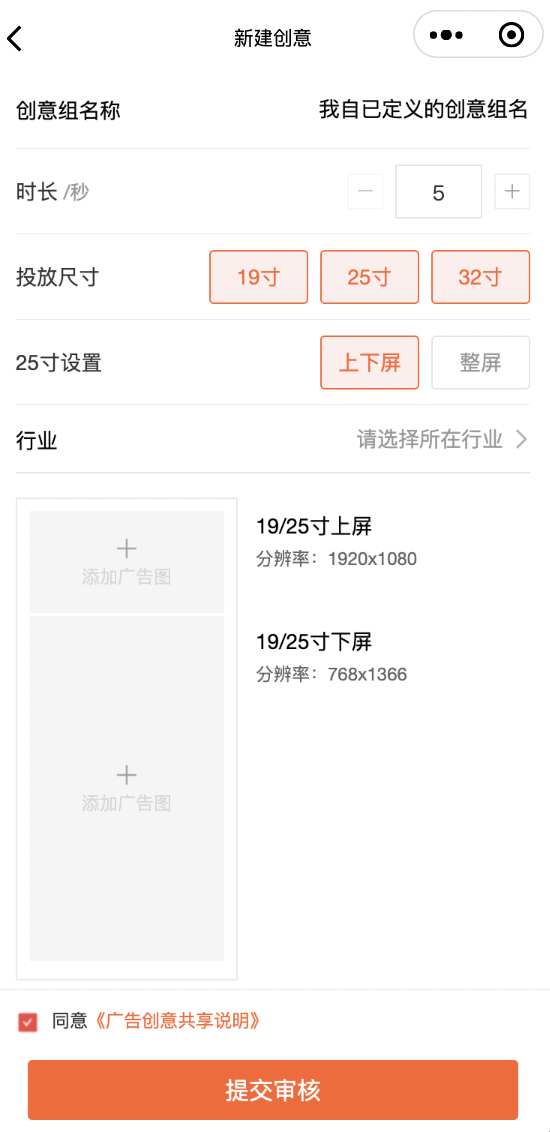 新建创意
创意组名称 我自已定义的创意组名
时长 /秒 5
投放尺寸 19寸 25寸 32寸
25寸设置 上下屏 整屏
行业 请选择所在行业
19/25寸上屏
分辨率：1920x1080
添加广告图
19/25寸下屏
分辨率：768x1366
添加广告图
同意《广告创意共享说明》
提交审核